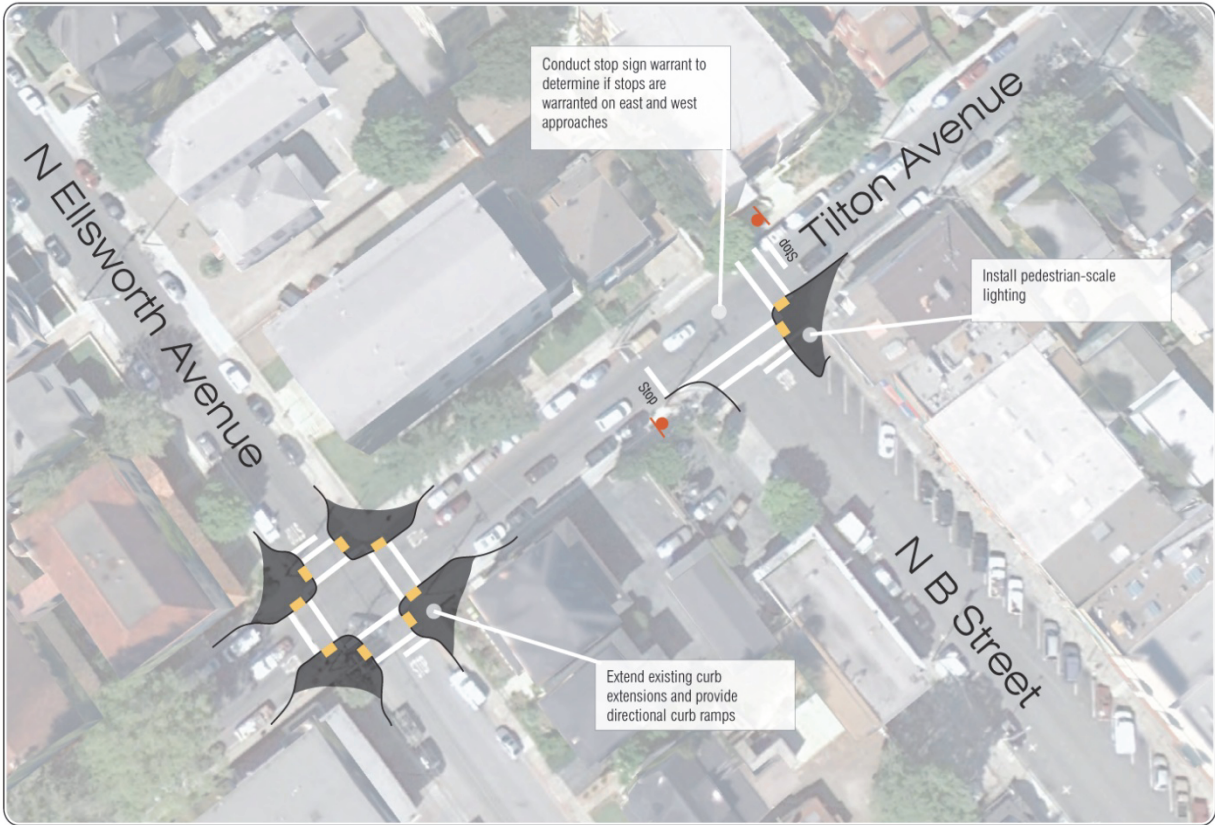 Conduct stop sign warrant to
determine if stops are
warranted on east and west
approaches
Tilton Avenue
N Ellsworth Avenue
Stop
Install pedestrian-scale
lighting
Stop
N B Street
Extend existing curb
extensions and provide
directional curb ramps